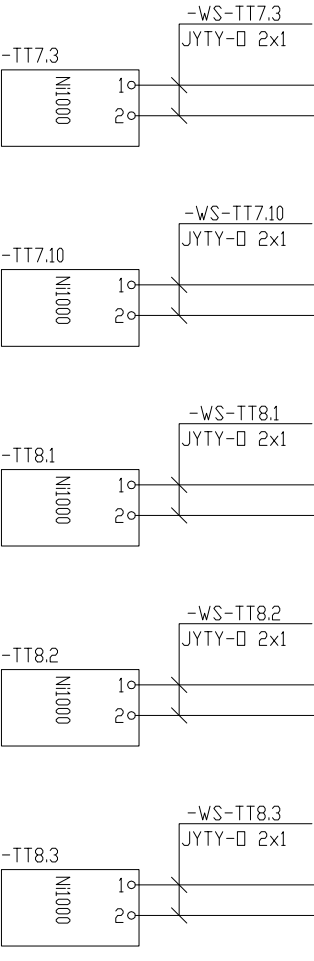 -WS-TT7.3
JYTY-O 2x1
-TT7.3
Ni1000
1
2
-WS-TT7.10
JYTY-O 2x1
-TT7.10
Ni1000
1
2
-WS-TT8.1
JYTY-O 2x1
-TT8.1
Ni1000
1
2
-WS-TT8.2
JYTY-O 2x1
-TT8.2
Ni1000
1
2
-WS-TT8.3
JYTY-O 2x1
-TT8.3
Ni1000
1
2